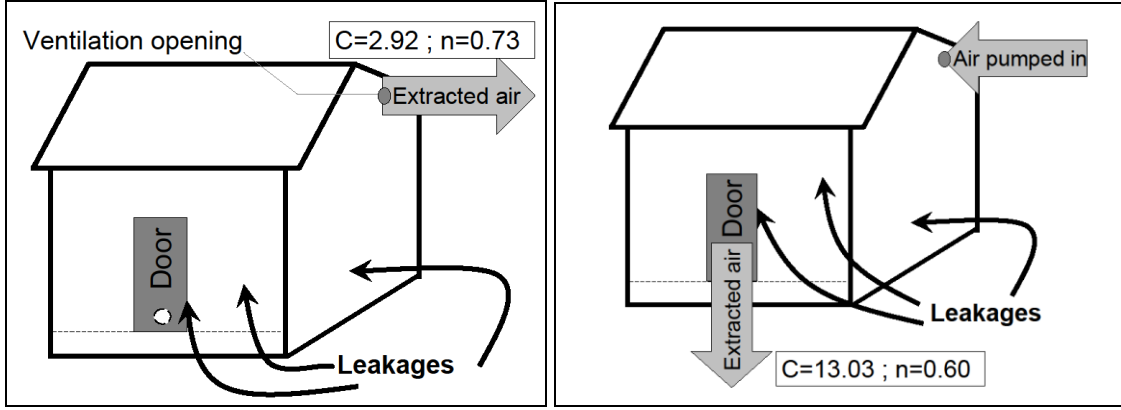 Ventilation opening
C=2.92 ; n=0.73
Extracted air
Door
Leakages
Air pumped in
Door
Extracted air
Leakages
C=13.03 ; n=0.60